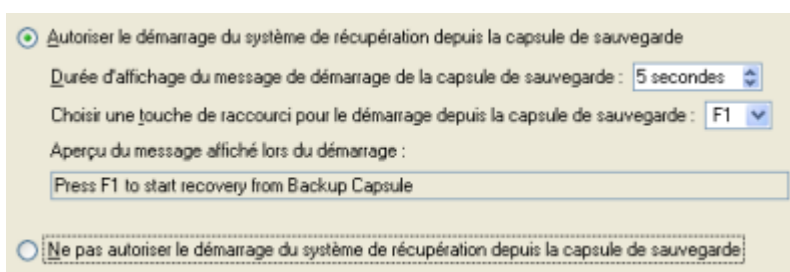 Autoriser le démarrage du système de récupération depuis la capsule de sauvegarde
Durée d'affichage du message de démarrage de la capsule de sauvegarde : 5 secondes
Choisir une touche de raccourci pour le démarrage depuis la capsule de sauvegarde : F1
Aperçu du message affiché lors du démarrage :
Press F1 to start recovery from Backup Capsule
Ne pas autoriser le démarrage du système de récupération depuis la capsule de sauvegarde